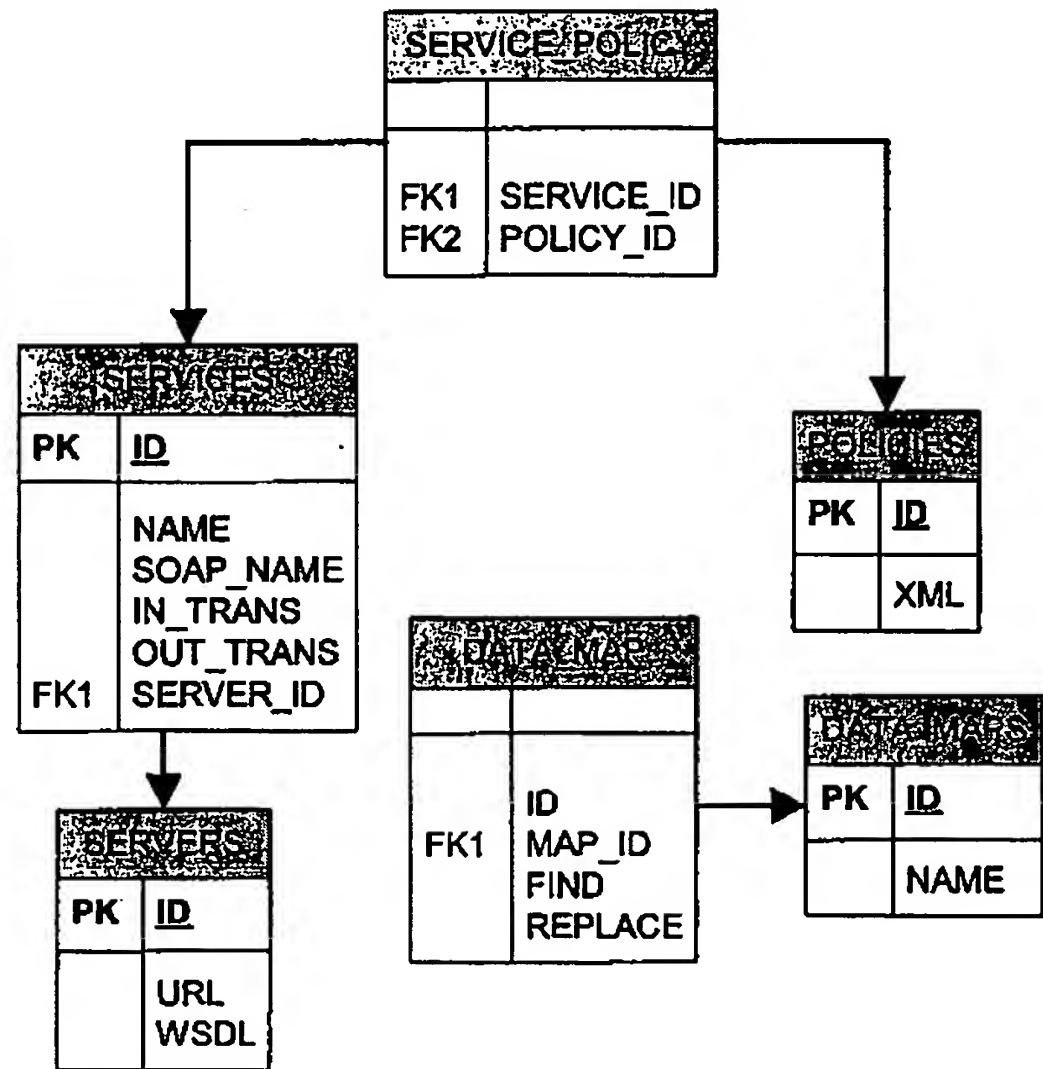 SERVICE_POLICY
FK1 SERVICE_ID
FK2 POLICY_ID
SERVICES
PK ID
NAME
SOAP_NAME
IN_TRANS
OUT_TRANS
FK1 SERVER_ID
POLICIES
PK ID
XML
DATA_MAP
ID
FK1 MAP_ID
FIND
REPLACE
DATA_MAPS
PK ID
NAME
SERVERS
PK ID
URL
WSDL